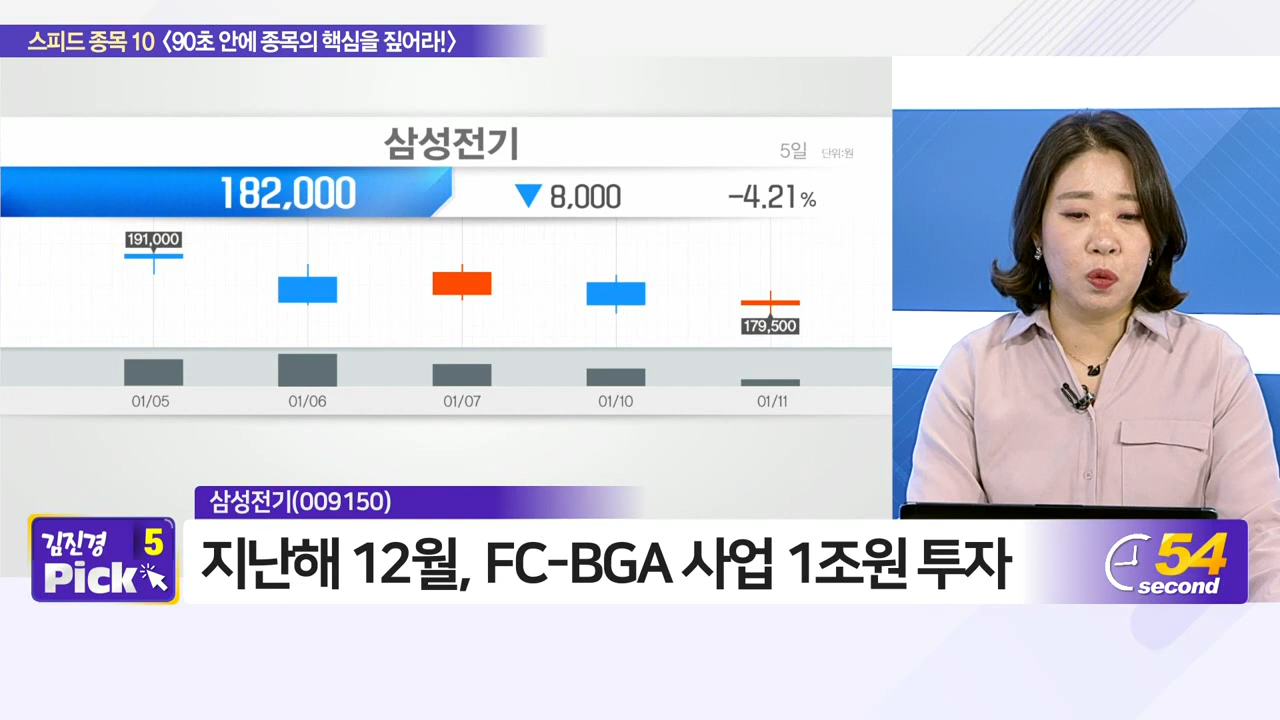 스피드 종목 10 〈90초 안에 종목의 핵심을 짚어라!〉
삼성전기
5일 단위:원
182,000 ▼ 8,000 -4.21%
191,000
179,500
01/05 01/06 01/07 01/10 01/11
삼성전기(009150)
김진경 5
Pick
지난해 12월, FC-BGA 사업 1조원 투자
54
second